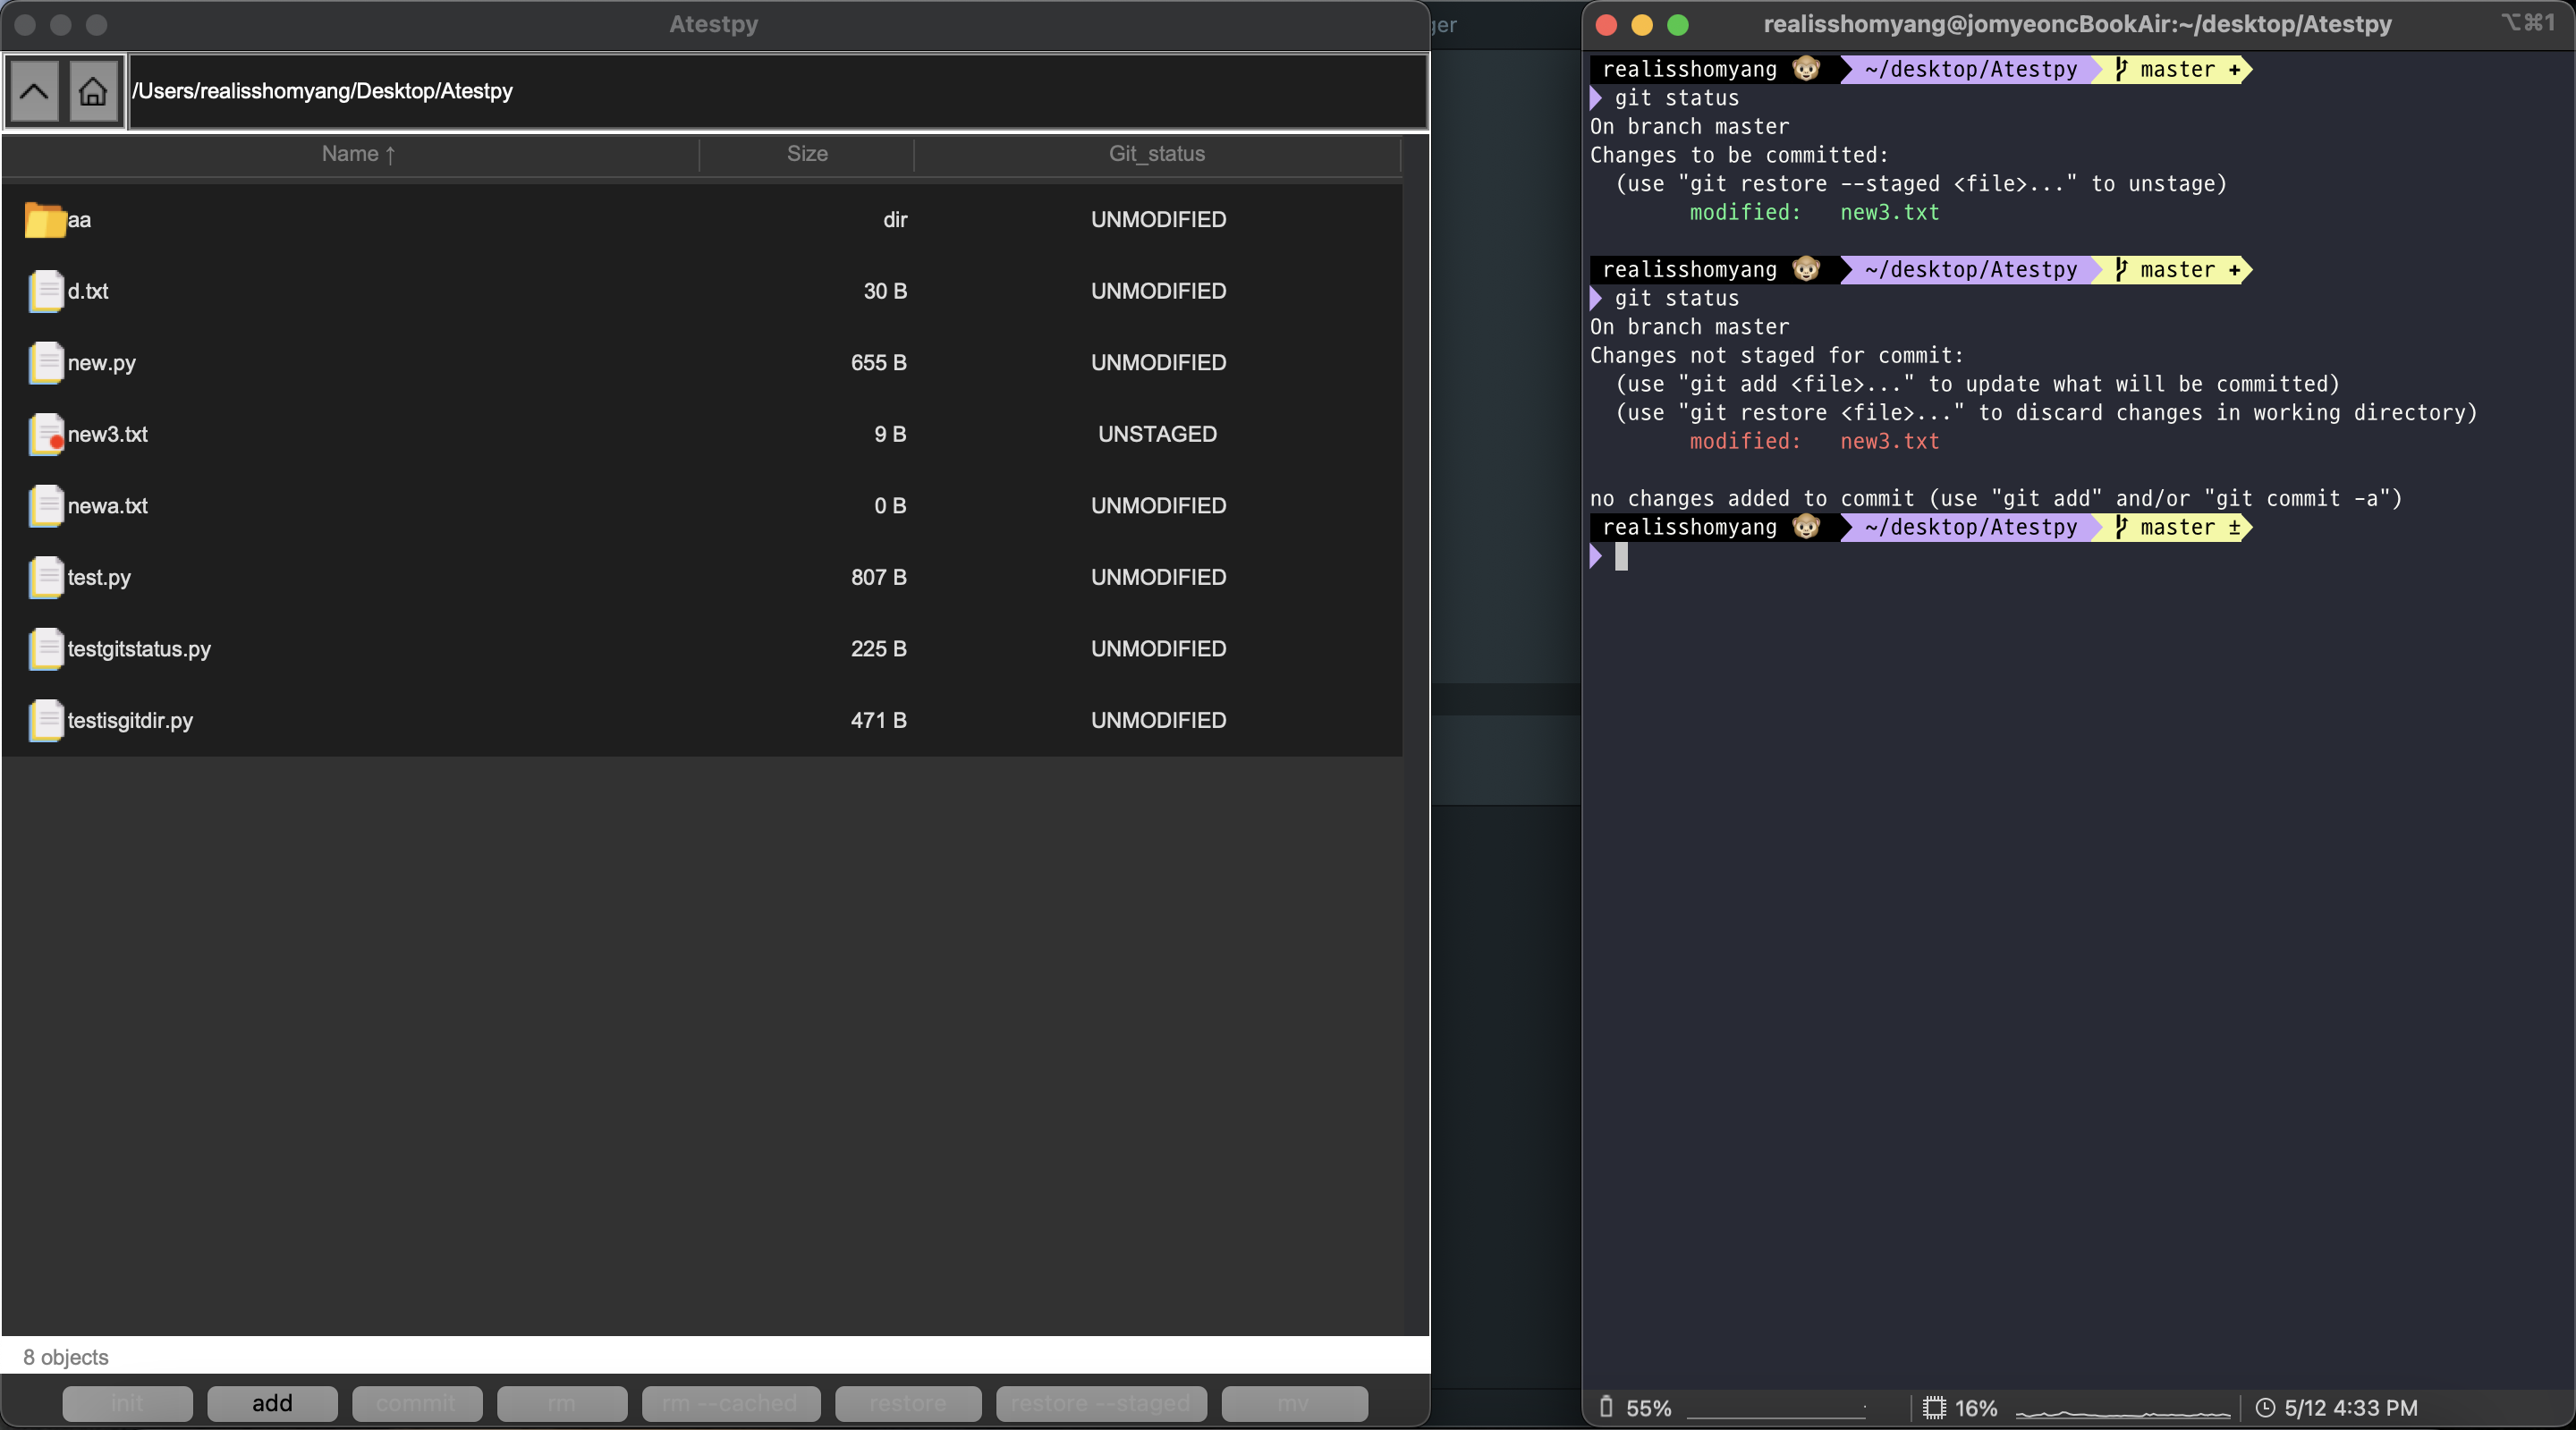 Atestpy
/Users/realisshomyang/Desktop/Atestpy
Name ↑ Size Git_status
aa dir UNMODIFIED
d.txt 30 B UNMODIFIED
new.py 655 B UNMODIFIED
new3.txt 9 B UNSTAGED
newa.txt 0 B UNMODIFIED
test.py 807 B UNMODIFIED
testgitstatus.py 225 B UNMODIFIED
testisgitdir.py 471 B UNMODIFIED
8 objects
init add commit rm rm --cached restore restore --staged mv
ger
realisshomyang@jomyeoncBookAir:~/desktop/Atestpy ⌥⌘1
realisshomyang 🐵 ~/desktop/Atestpy master +
git status
On branch master
Changes to be committed:
(use "git restore --staged <file>..." to unstage)
modified: new3.txt
realisshomyang 🐵 ~/desktop/Atestpy master +
git status
On branch master
Changes not staged for commit:
(use "git add <file>..." to update what will be committed)
(use "git restore <file>..." to discard changes in working directory)
modified: new3.txt
no changes added to commit (use "git add" and/or "git commit -a")
realisshomyang 🐵 ~/desktop/Atestpy master ±
55% 16% 5/12 4:33 PM